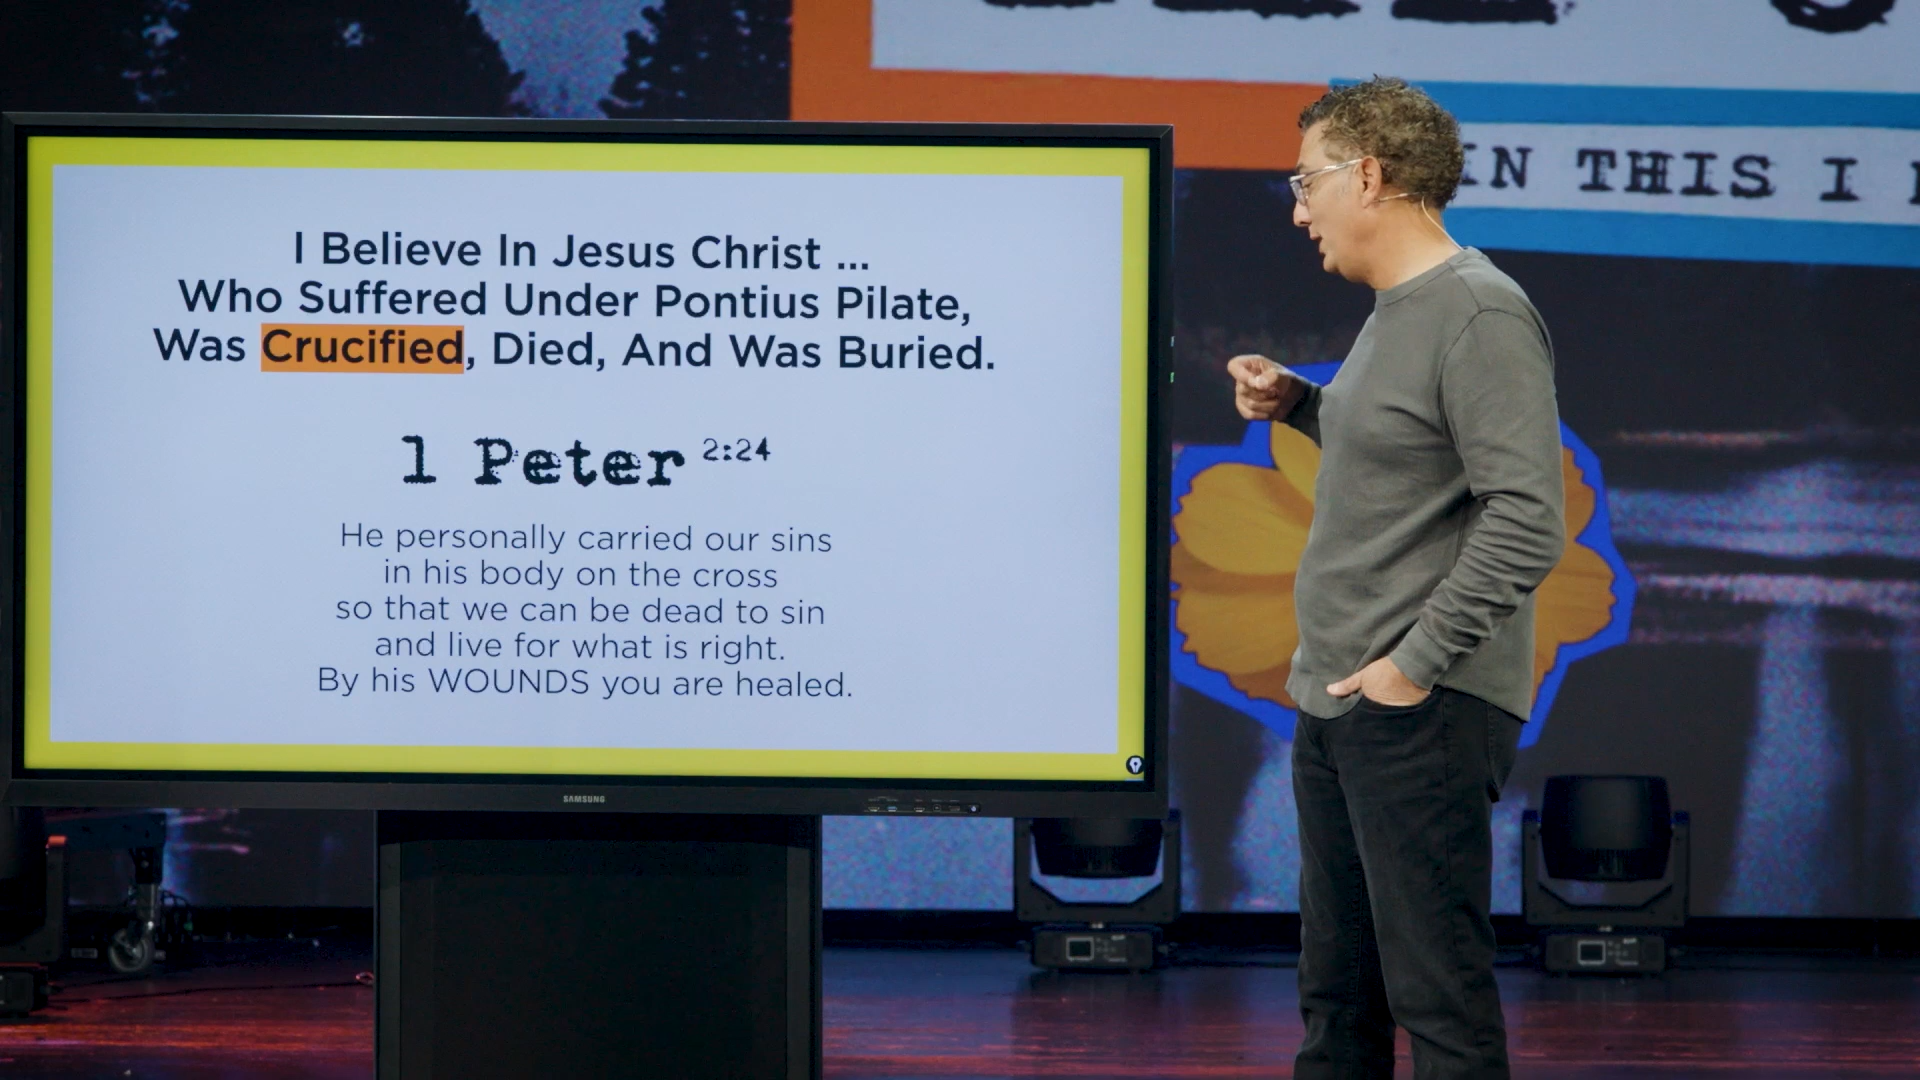 I Believe In Jesus Christ ...
Who Suffered Under Pontius Pilate,
Was Crucified, Died, And Was Buried.
1 Peter 2:24
He personally carried our sins
in his body on the cross
so that we can be dead to sin
and live for what is right.
By his WOUNDS you are healed.
SAMSUNG
IN THIS I